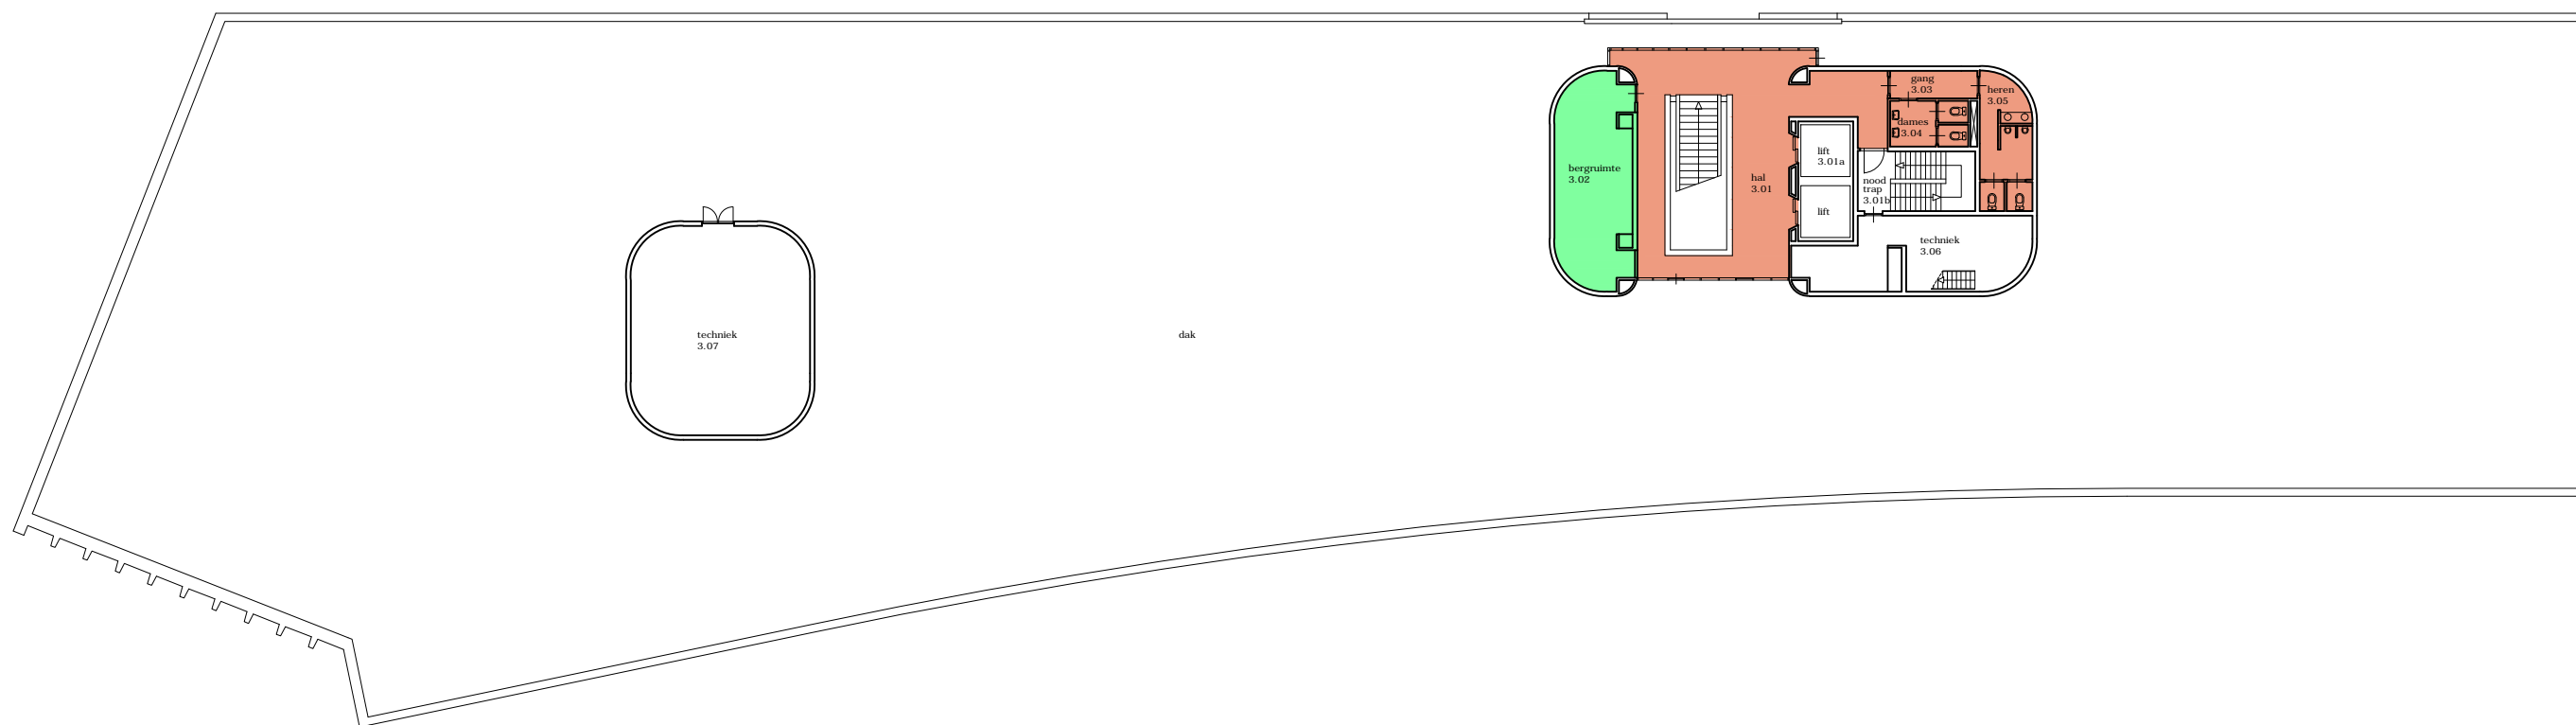 gang
3.03
heren
3.05
dames
3.04
lift
3.01a
bergruimte
3.02
hal
3.01
nood
trap
3.01b
lift
techniek
3.06
techniek
3.07
dak